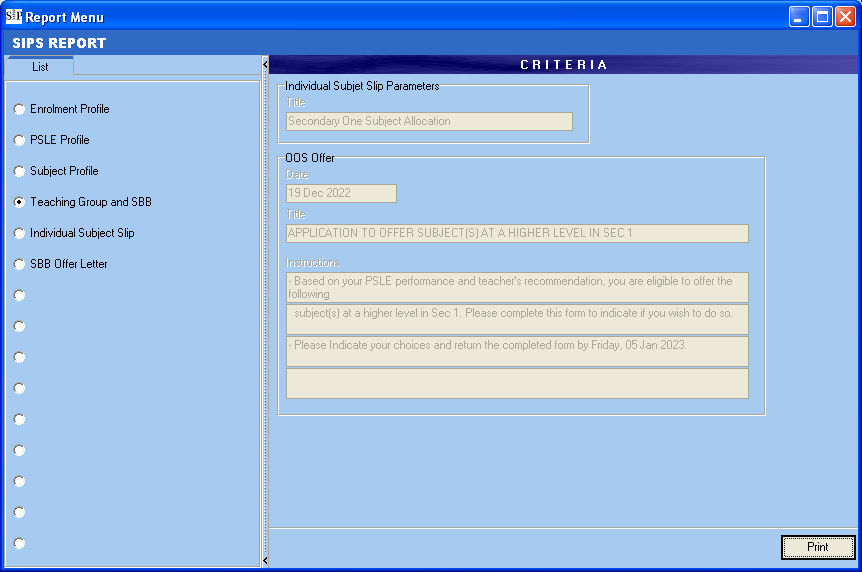 SIP Report Menu
SIPS REPORT
List
CRITERIA
Enrolment Profile
PSLE Profile
Subject Profile
Teaching Group and SBB
Individual Subject Slip
SBB Offer Letter
Individual Subjet Slip Parameters
Title
Secondary One Subject Allocation
OOS Offer
Date
19 Dec 2022
Title
APPLICATION TO OFFER SUBJECT(S) AT A HIGHER LEVEL IN SEC 1
Instructions
- Based on your PSLE performance and teacher's recommendation, you are eligible to offer the
following
subject(s) at a higher level in Sec 1. Please complete this form to indicate if you wish to do so.
- Please Indicate your choices and return the completed form by Friday, 05 Jan 2023.
Print